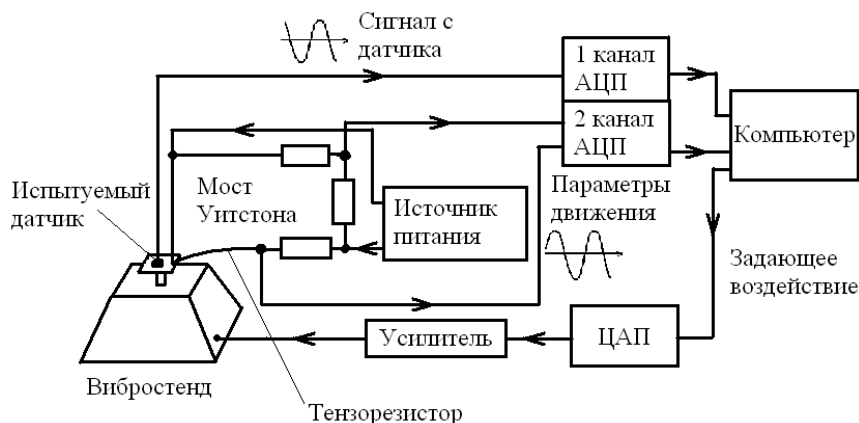 Сигнал с
датчика
1 канал
АЦП
2 канал
АЦП
Компьютер
Испытуемый
датчик
Мост
Уитстона
Источник
питания
Параметры
движения
Задающее
воздействие
Усилитель
ЦАП
Вибростенд
Тензорезистор